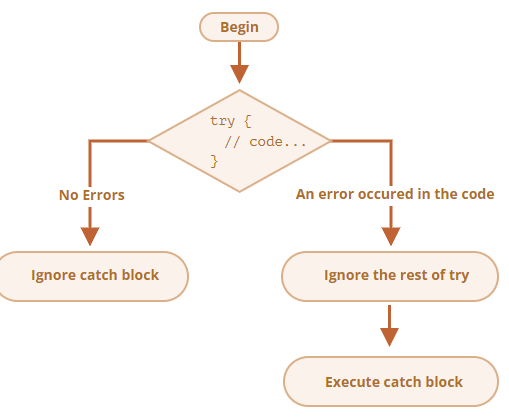 Begin
try {
// code...
}
No Errors
An error occured in the code
Ignore catch block
Ignore the rest of try
Execute catch block